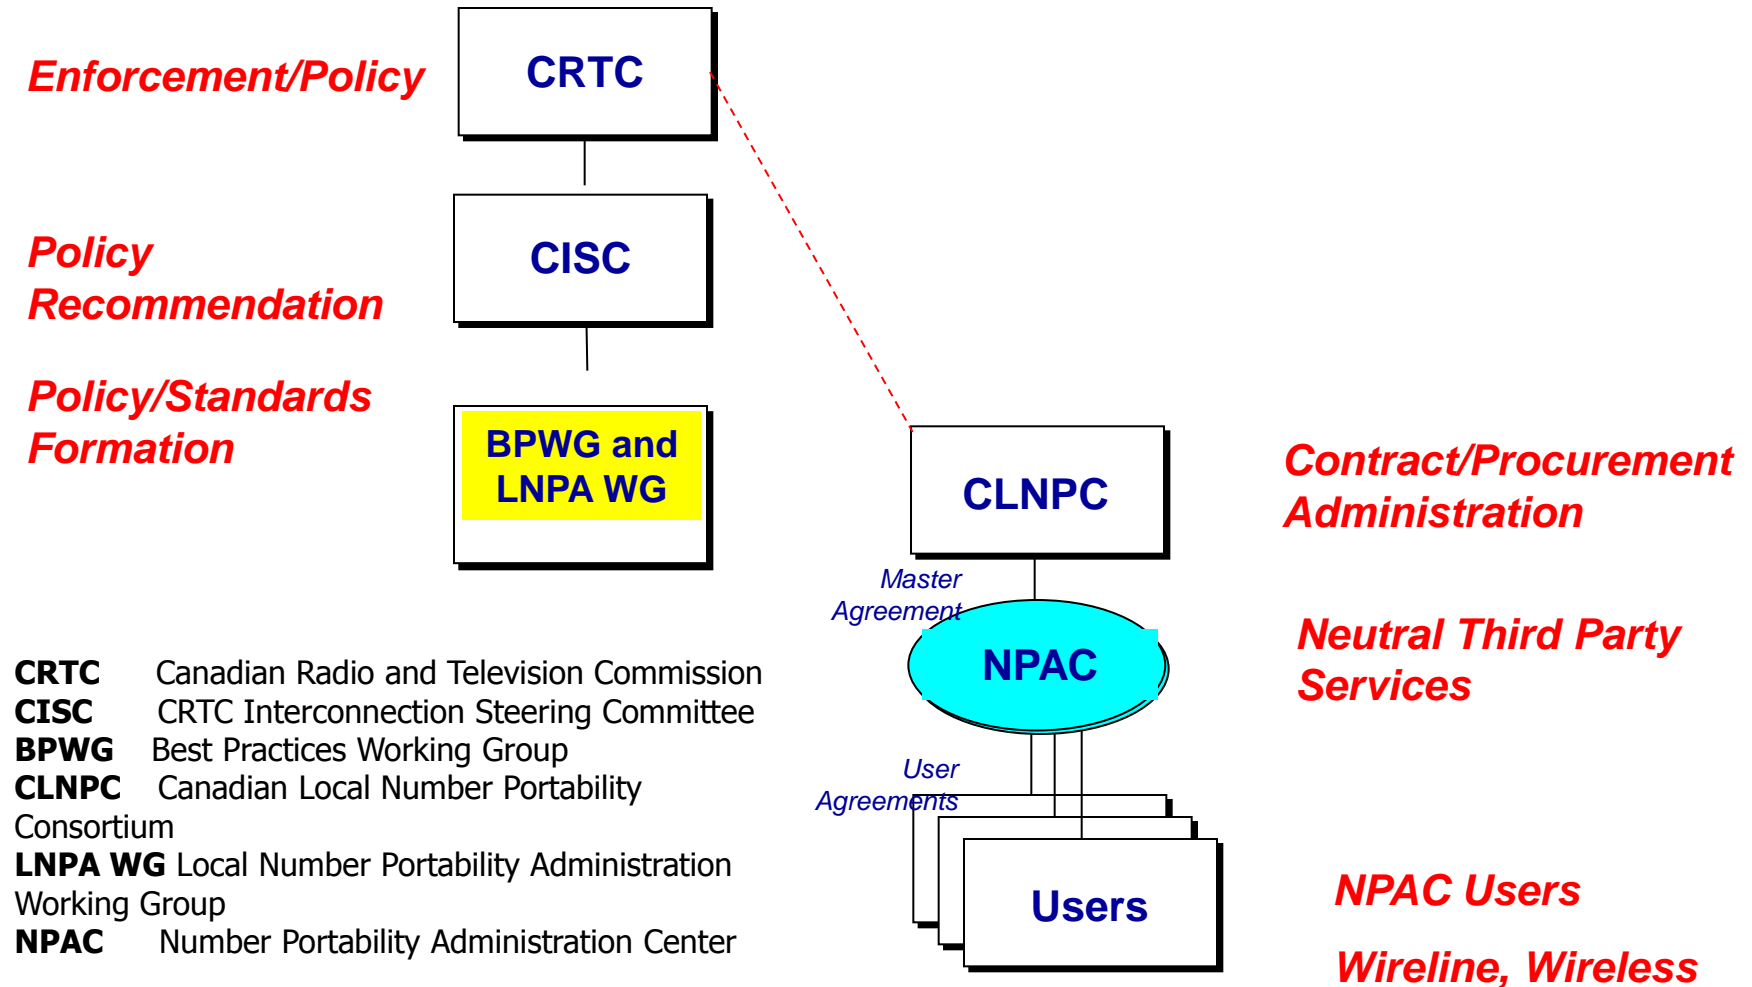 Enforcement/Policy
CRTC
Policy
Recommendation
CISC
Policy/Standards
Formation
BPWG and
LNPA WG
CLNPC
Contract/Procurement
Administration
Master
Agreement
NPAC
Neutral Third Party
Services
User
Agreements
Users
NPAC Users
Wireline, Wireless
CRTC Canadian Radio and Television Commission
CISC CRTC Interconnection Steering Committee
BPWG Best Practices Working Group
CLNPC Canadian Local Number Portability
Consortium
LNPA WG Local Number Portability Administration
Working Group
NPAC Number Portability Administration Center